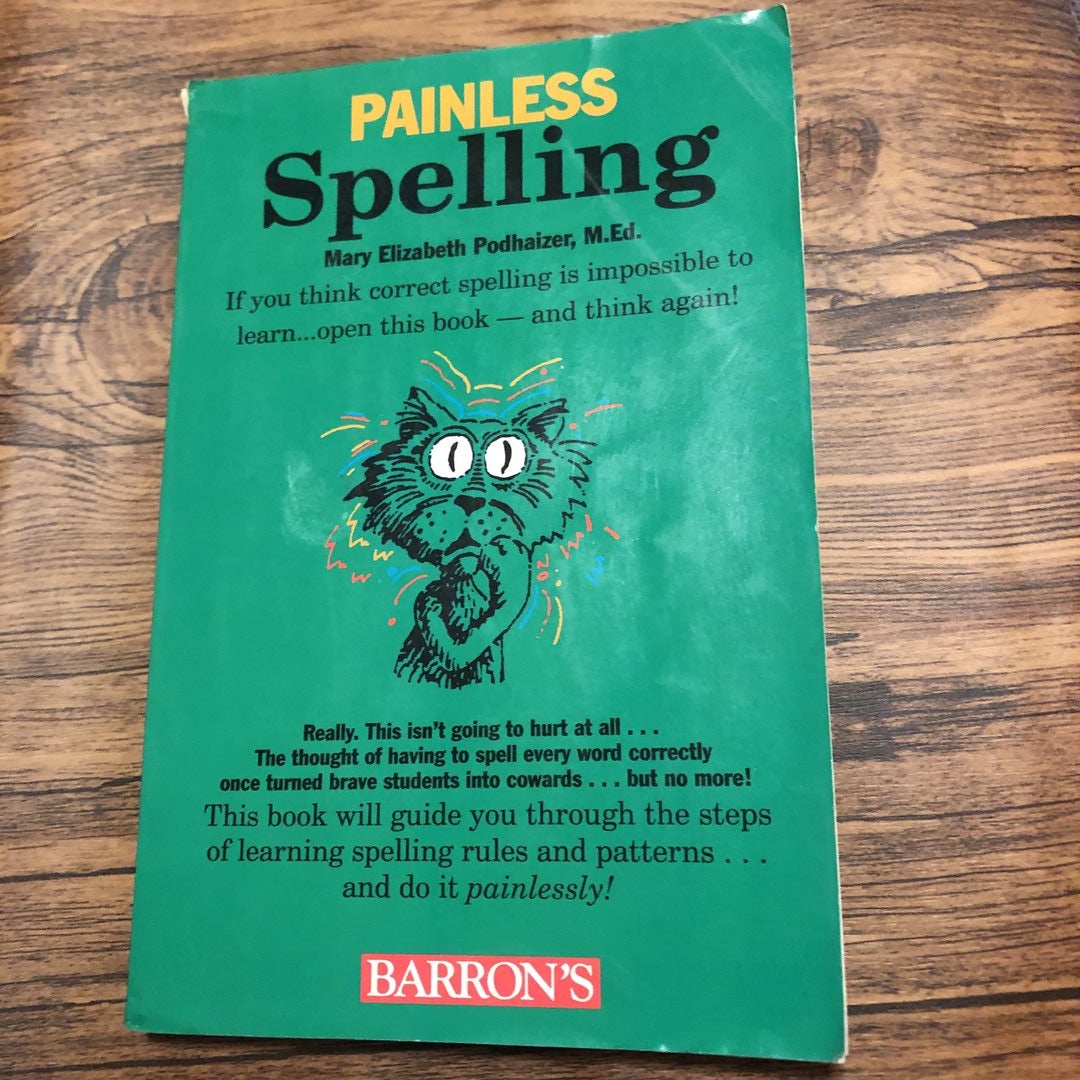 PAINLESS
Spelling
Mary Elizabeth Podhaizer, M.Ed.
If you think correct spelling is impossible to
learn...open this book — and think again!
Really. This isn't going to hurt at all . . .
The thought of having to spell every word correctly
once turned brave students into cowards . . . but no more!
This book will guide you through the steps
of learning spelling rules and patterns . . .
and do it painlessly!
BARRON'S